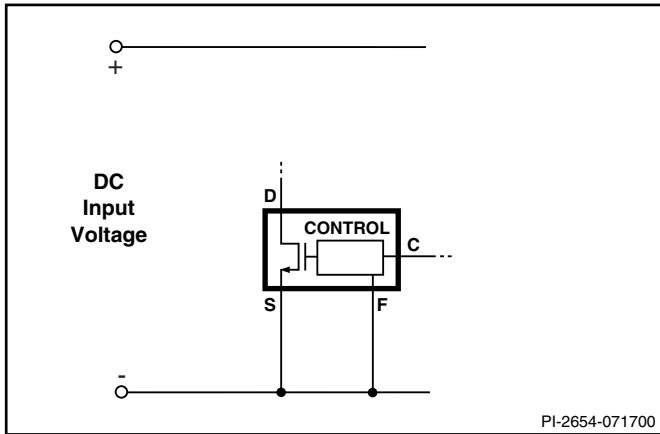 +
DC
Input
Voltage
D
CONTROL
C
S
F
-
PI-2654-071700